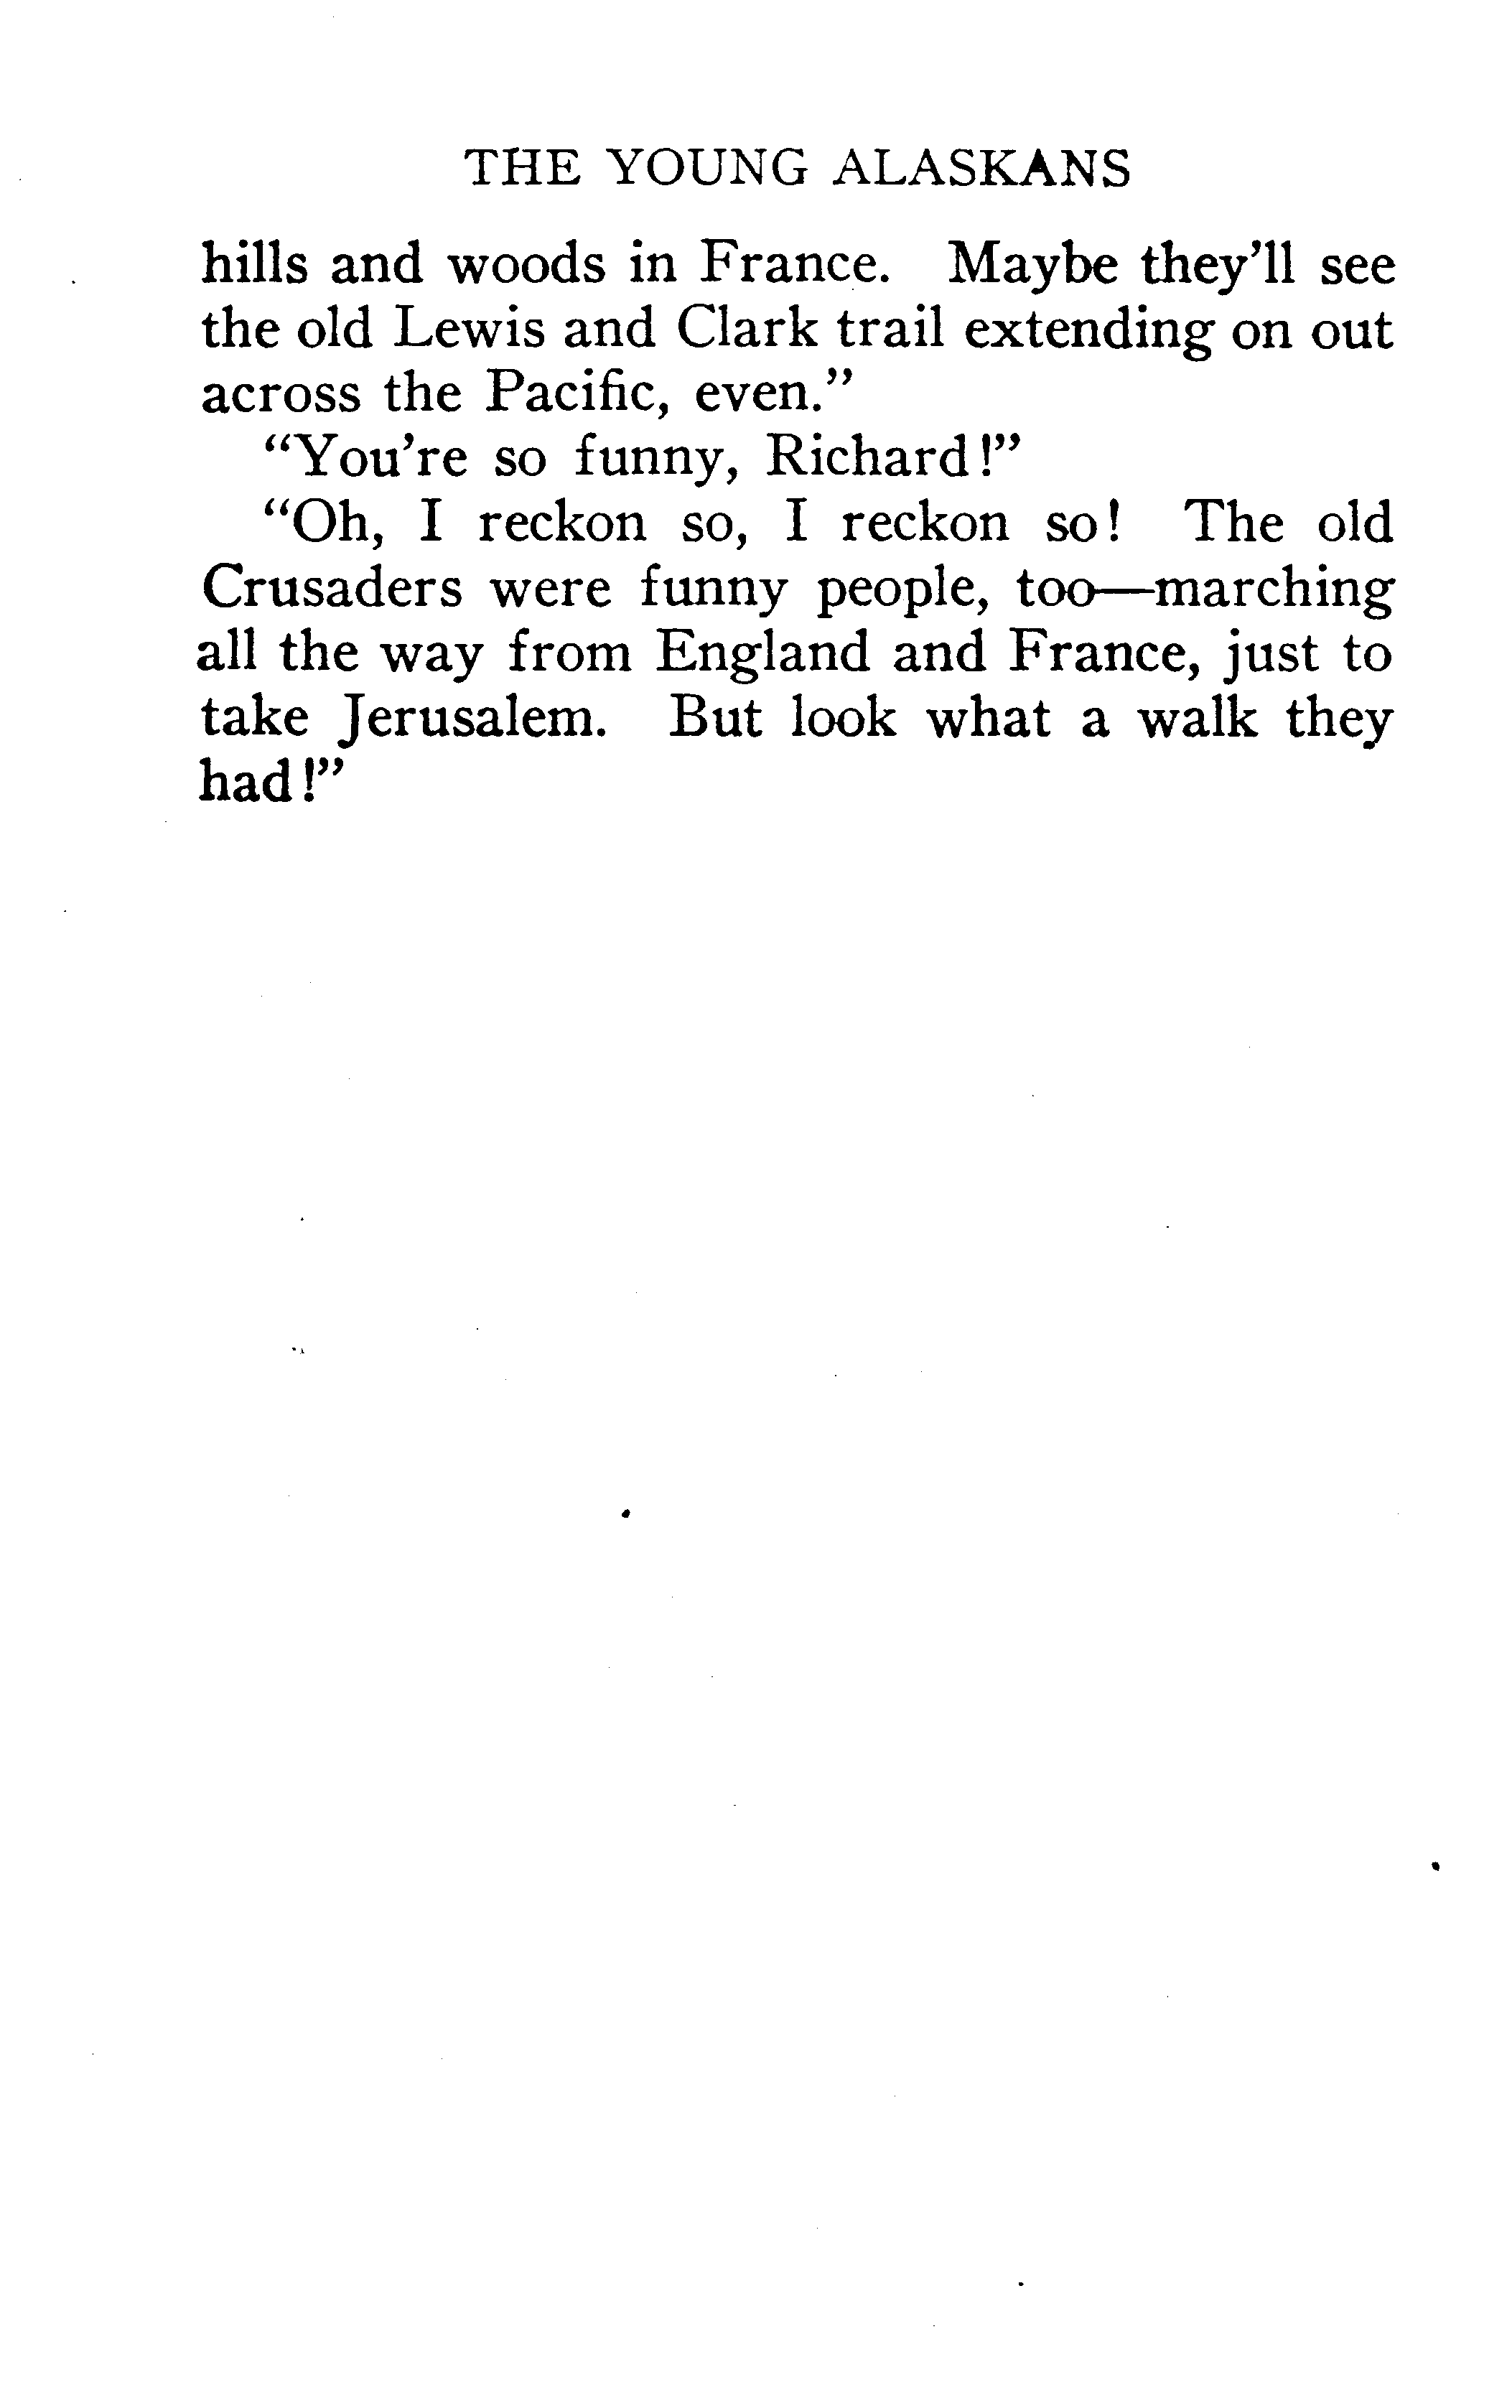 THE YOUNG ALASKANS
hills and woods in France. Maybe they'll see
the old Lewis and Clark trail extending on out
across the Pacific, even.”
“You're so funny, Richard!”
“Oh, I reckon so, I reckon so! The old
Crusaders were funny people, too—marching
all the way from England and France, just to
take Jerusalem. But look what a walk they
had!”